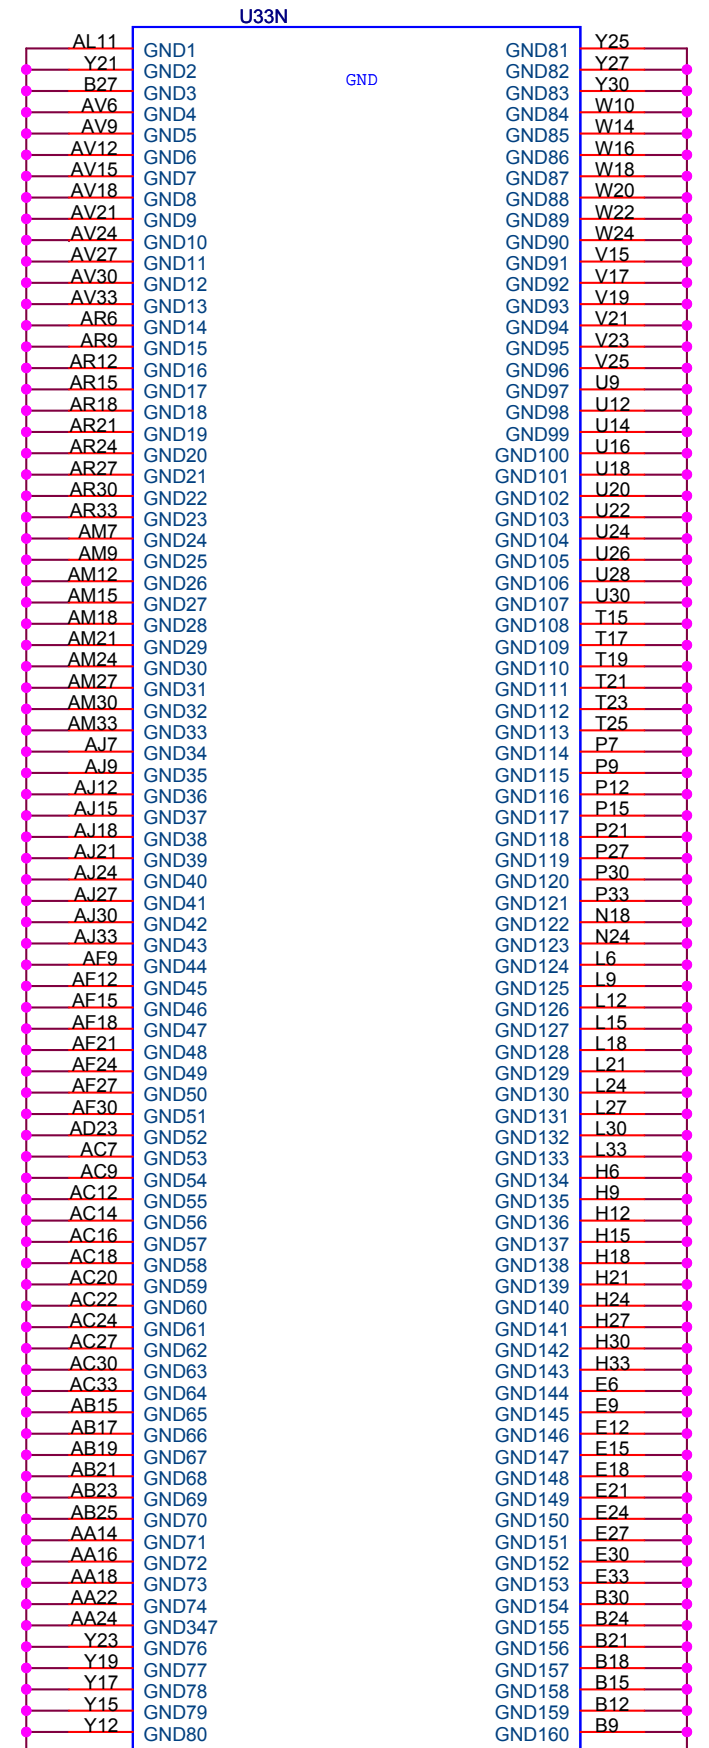 U33N
GND
AL11 GND1 GND81 Y25
Y21 GND2 GND82 Y27
B27 GND3 GND83 Y30
AV6 GND4 GND84 W10
AV9 GND5 GND85 W14
AV12 GND6 GND86 W16
AV15 GND7 GND87 W18
AV18 GND8 GND88 W20
AV21 GND9 GND89 W22
AV24 GND10 GND90 W24
AV27 GND11 GND91 V15
AV30 GND12 GND92 V17
AV33 GND13 GND93 V19
AR6 GND14 GND94 V21
AR9 GND15 GND95 V23
AR12 GND16 GND96 V25
AR15 GND17 GND97 U9
AR18 GND18 GND98 U12
AR21 GND19 GND99 U14
AR24 GND20 GND100 U16
AR27 GND21 GND101 U18
AR30 GND22 GND102 U20
AR33 GND23 GND103 U22
AM7 GND24 GND104 U24
AM9 GND25 GND105 U26
AM12 GND26 GND106 U28
AM15 GND27 GND107 U30
AM18 GND28 GND108 T15
AM21 GND29 GND109 T17
AM24 GND30 GND110 T19
AM27 GND31 GND111 T21
AM30 GND32 GND112 T23
AM33 GND33 GND113 T25
AJ7 GND34 GND114 P7
AJ9 GND35 GND115 P9
AJ12 GND36 GND116 P12
AJ15 GND37 GND117 P15
AJ18 GND38 GND118 P21
AJ21 GND39 GND119 P27
AJ24 GND40 GND120 P30
AJ27 GND41 GND121 P33
AJ30 GND42 GND122 N18
AJ33 GND43 GND123 N24
AF9 GND44 GND124 L6
AF12 GND45 GND125 L9
AF15 GND46 GND126 L12
AF18 GND47 GND127 L15
AF21 GND48 GND128 L18
AF24 GND49 GND129 L21
AF27 GND50 GND130 L24
AF30 GND51 GND131 L27
AD23 GND52 GND132 L30
AC7 GND53 GND133 L33
AC9 GND54 GND134 H6
AC12 GND55 GND135 H9
AC14 GND56 GND136 H12
AC16 GND57 GND137 H15
AC18 GND58 GND138 H18
AC20 GND59 GND139 H21
AC22 GND60 GND140 H24
AC24 GND61 GND141 H27
AC27 GND62 GND142 H30
AC30 GND63 GND143 H33
AC33 GND64 GND144 E6
AB15 GND65 GND145 E9
AB17 GND66 GND146 E12
AB19 GND67 GND147 E15
AB21 GND68 GND148 E18
AB23 GND69 GND149 E21
AB25 GND70 GND150 E24
AA14 GND71 GND151 E27
AA16 GND72 GND152 E30
AA18 GND73 GND153 E33
AA22 GND74 GND154 B30
AA24 GND347 GND155 B24
Y23 GND76 GND156 B21
Y19 GND77 GND157 B18
Y17 GND78 GND158 B15
Y15 GND79 GND159 B12
Y12 GND80 GND160 B9